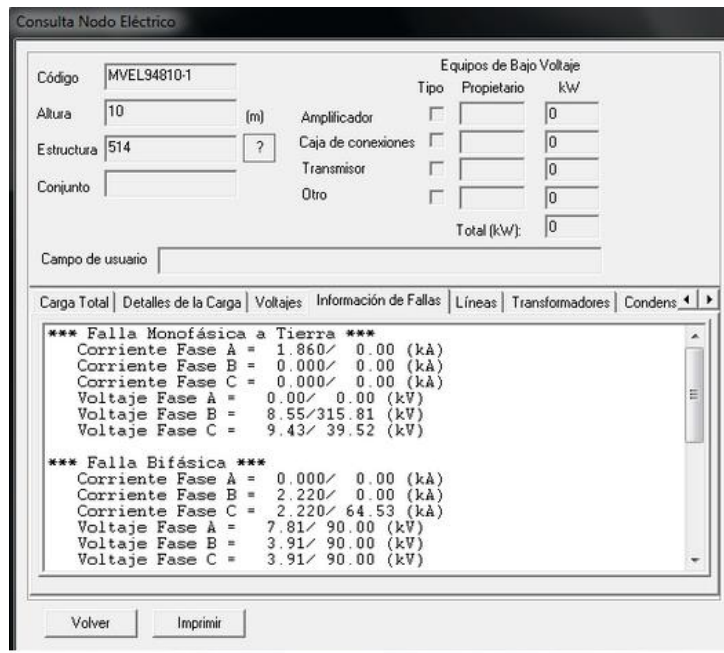 Consulta Nodo Eléctrico
Equipos de Bajo Voltaje
Código MVEL94810-1 Tipo Propietario kW
Altura 10 (m) Amplificador 0
Estructura 514 ? Caja de conexiones 0
Conjunto Transmisor 0
Otro 0
Total (kW): 0
Campo de usuario
Carga Total Detalles de la Carga Voltajes Información de Fallas Líneas Transformadores Condens
*** Falla Monofásica a Tierra ***
Corriente Fase A = 1.860/ 0.00 (kA)
Corriente Fase B = 0.000/ 0.00 (kA)
Corriente Fase C = 0.000/ 0.00 (kA)
Voltaje Fase A = 0.00/ 0.00 (kV)
Voltaje Fase B = 8.55/315.81 (kV)
Voltaje Fase C = 9.43/ 39.52 (kV)
*** Falla Bifásica ***
Corriente Fase A = 0.000/ 0.00 (kA)
Corriente Fase B = 2.220/ 0.00 (kA)
Corriente Fase C = 2.220/ 64.53 (kA)
Voltaje Fase A = 7.81/ 90.00 (kV)
Voltaje Fase B = 3.91/ 90.00 (kV)
Voltaje Fase C = 3.91/ 90.00 (kV)
Volver Imprimir